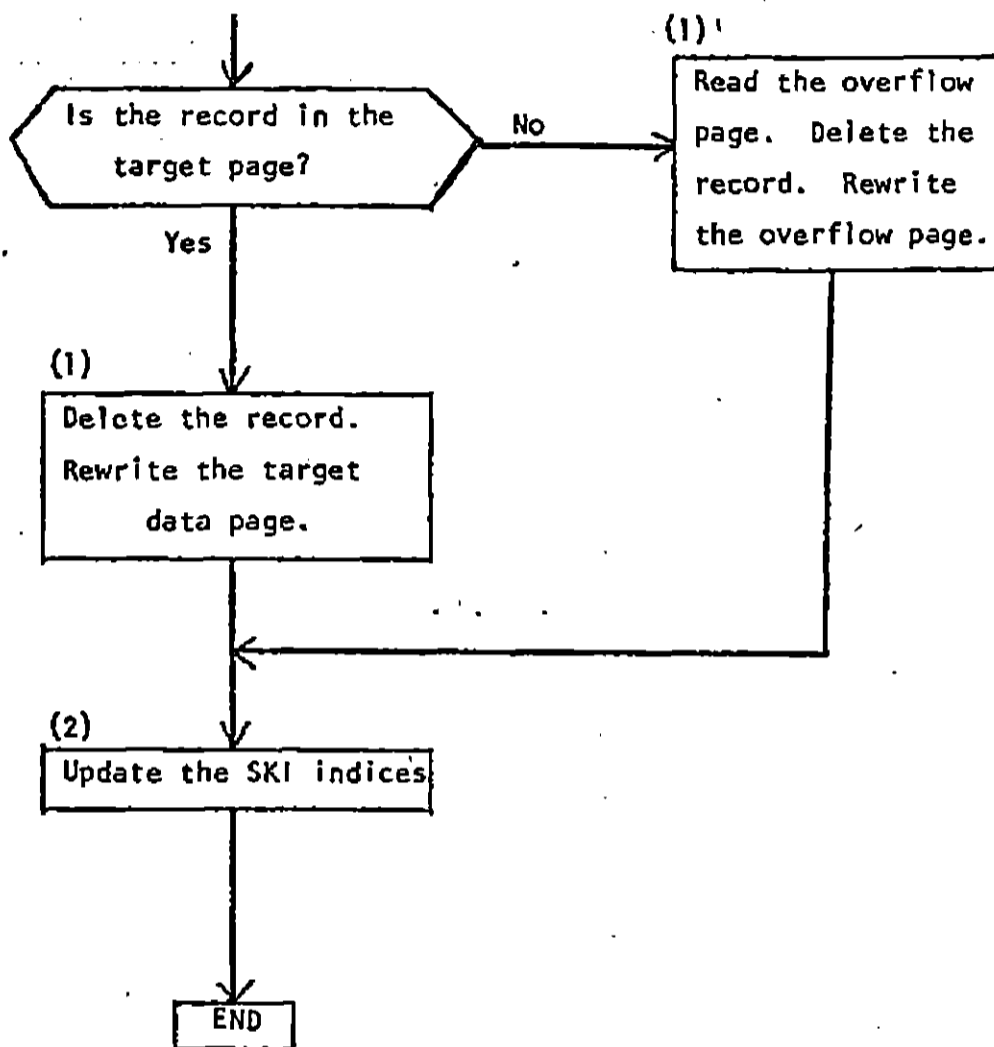 (1)'
Is the record in the
target page?
No
Read the overflow
page. Delete the
record. Rewrite
the overflow page.
Yes
(1)
Delete the record.
Rewrite the target
data page.
(2)
Update the SKI indices
END